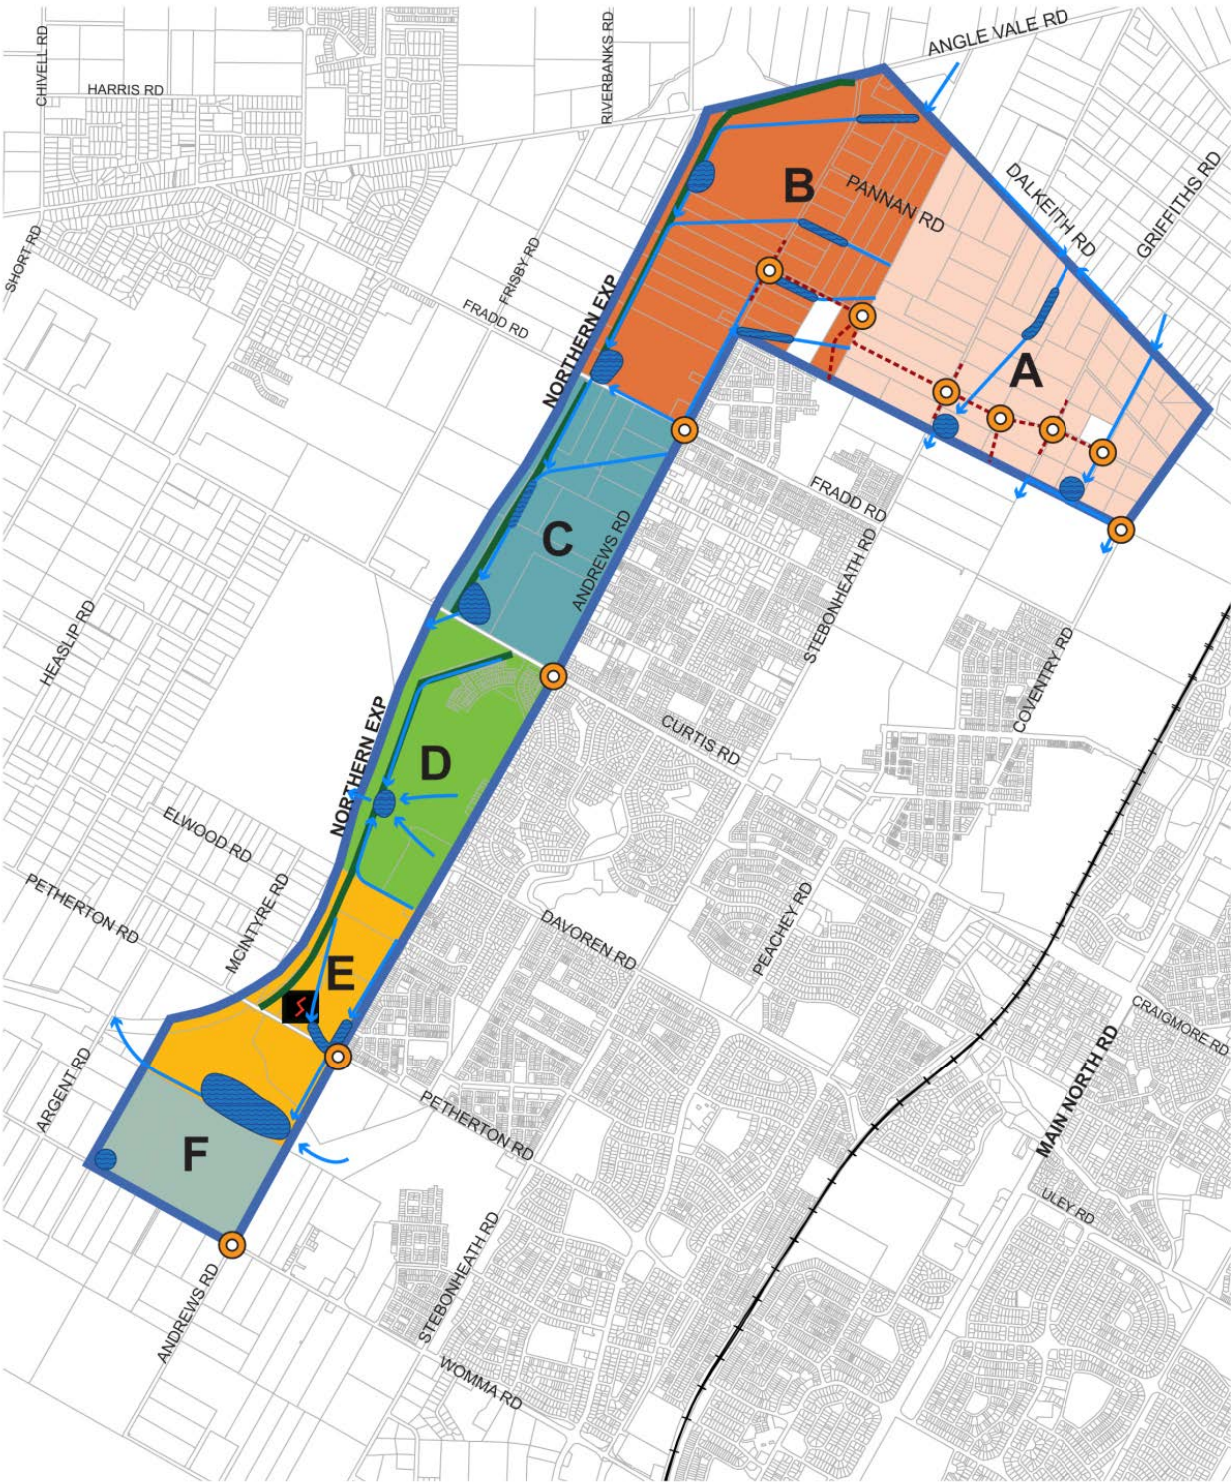 CHIVELL RD
HARRIS RD
RIVERBANKS RD
ANGLE VALE RD
DALKEITH RD
GRIFFITHS RD
B
PANNAN RD
SHORT RD
FRISBY RD
FRADD RD
NORTHERN EXP
A
C
ANDREWS RD
FRADD RD
STEBONHEATH RD
HEASLIP RD
COVENTRY RD
CURTIS RD
D
NORTHERN EXP
ELWOOD RD
PETHERTON RD
MCINTYRE RD
DAVOREN RD
PEACHEY RD
E
CRAIGMORE RD
MAIN NORTH RD
ARGENT RD
PETHERTON RD
F
ULEY RD
STEBONHEATH RD
ANDREWS RD
WOMMA RD